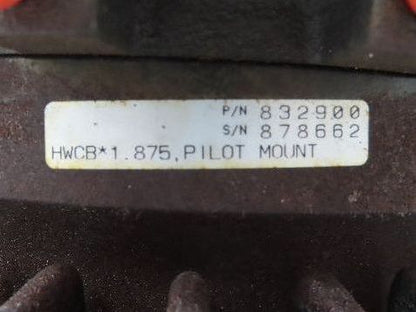 P/N 832900
S/N 878662
HWCB*1.875,PILOT MOUNT